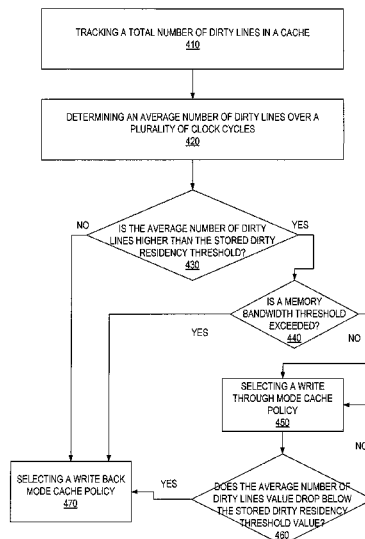 TRACKING A TOTAL NUMBER OF DIRTY LINES IN A CACHE
410
DETERMINING AN AVERAGE NUMBER OF DIRTY LINES OVER A
PLURALITY OF CLOCK CYCLES
420
NO
YES
IS THE AVERAGE NUMBER OF DIRTY
LINES HIGHER THAN THE STORED DIRTY
RESIDENCY THRESHOLD?
430
IS A MEMORY
BANDWIDTH THRESHOLD
EXCEEDED?
440
YES
NO
SELECTING A WRITE
THROUGH MODE CACHE
POLICY
450
NO
SELECTING A WRITE BACK
MODE CACHE POLICY
470
YES
DOES THE AVERAGE NUMBER OF
DIRTY LINES VALUE DROP BELOW
THE STORED DIRTY RESIDENCY
THRESHOLD VALUE?
460